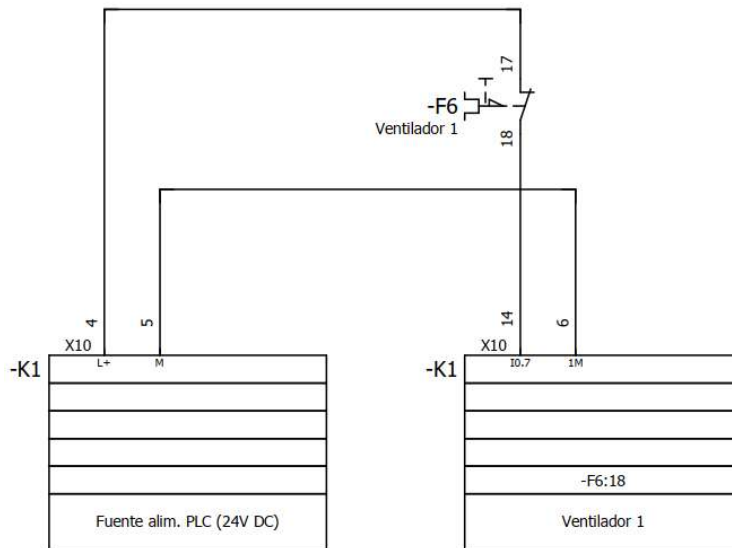 17
-F6
Ventilador 1
18
4
5
14
6
X10
X10
L+
M
I0.7
1M
-K1
-K1
-F6:18
Fuente alim. PLC (24V DC)
Ventilador 1